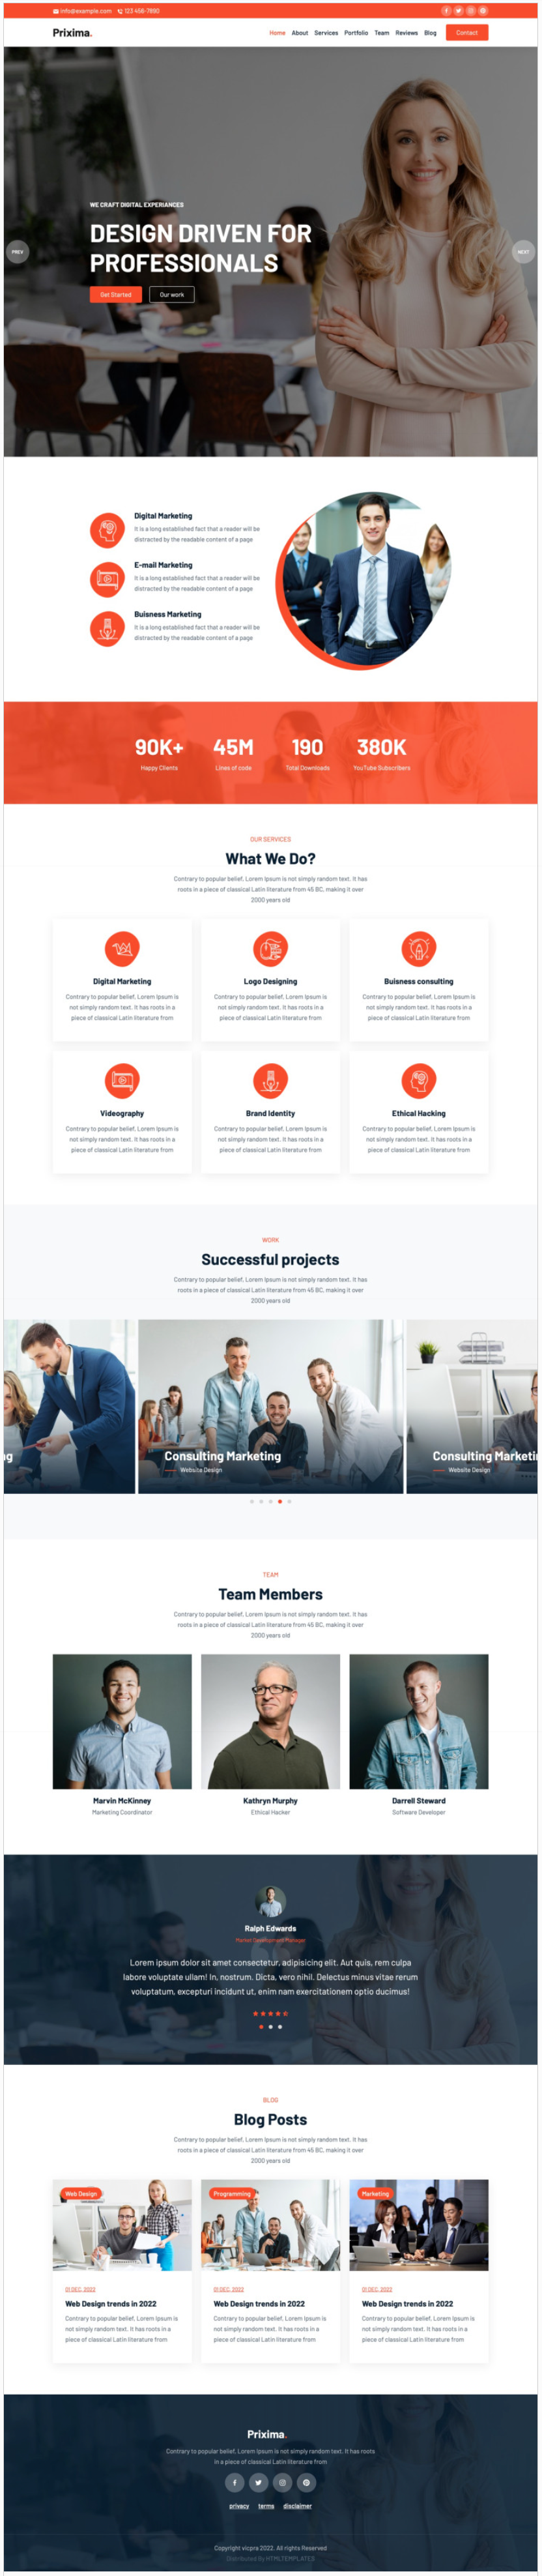 info@example.com 123-456-7890
Prixima.
Home About Services Portfolio Team Reviews Blog Contact
WE CRAFT DIGITAL EXPERIANCES
DESIGN DRIVEN FOR
PROFESSIONALS
PREV
NEXT
Get Started Our work
Digital Marketing
It is a long established fact that a reader will be
distracted by the readable content of a page
E-mail Marketing
It is a long established fact that a reader will be
distracted by the readable content of a page
Buisness Marketing
It is a long established fact that a reader will be
distracted by the readable content of a page
90K+ 45M 190 380K
Happy Clients Lines of code Total Downloads YouTube Subscribers
OUR SERVICES
What We Do?
Contrary to popular belief, Lorem Ipsum is not simply random text. It has
roots in a piece of classical Latin literature from 45 BC, making it over
2000 years old
Digital Marketing
Contrary to popular belief, Lorem Ipsum is
not simply random text. It has roots in a
piece of classical Latin literature from
Logo Designing
Contrary to popular belief, Lorem Ipsum is
not simply random text. It has roots in a
piece of classical Latin literature from
Buisness consulting
Contrary to popular belief, Lorem Ipsum is
not simply random text. It has roots in a
piece of classical Latin literature from
Videography
Contrary to popular belief, Lorem Ipsum is
not simply random text. It has roots in a
piece of classical Latin literature from
Brand Identity
Contrary to popular belief, Lorem Ipsum is
not simply random text. It has roots in a
piece of classical Latin literature from
Ethical Hacking
Contrary to popular belief, Lorem Ipsum is
not simply random text. It has roots in a
piece of classical Latin literature from
WORK
Successful projects
Contrary to popular belief, Lorem Ipsum is not simply random text. It has
roots in a piece of classical Latin literature from 45 BC, making it over
2000 years old
ng
Consulting Marketing
Website Design
Consulting Marketi
Website Design
TEAM
Team Members
Contrary to popular belief, Lorem Ipsum is not simply random text. It has
roots in a piece of classical Latin literature from 45 BC, making it over
2000 years old
Marvin McKinney
Marketing Coordinator
Kathryn Murphy
Ethical Hacker
Darrell Steward
Software Developer
Ralph Edwards
Market Development Manager
Lorem ipsum dolor sit amet consectetur, adipisicing elit. Aut quis, rem culpa
labore voluptate ullam! In, nostrum. Dicta, vero nihil. Delectus minus vitae rerum
voluptatum, excepturi incidunt ut, enim nam exercitationem optio ducimus!
BLOG
Blog Posts
Contrary to popular belief, Lorem Ipsum is not simply random text. It has
roots in a piece of classical Latin literature from 45 BC, making it over
2000 years old
Web Design
01 DEC, 2022
Web Design trends in 2022
Contrary to popular belief, Lorem Ipsum is
not simply random text. It has roots in a
piece of classical Latin literature from
Programming
01 DEC, 2022
Web Design trends in 2022
Contrary to popular belief, Lorem Ipsum is
not simply random text. It has roots in a
piece of classical Latin literature from
Marketing
01 DEC, 2022
Web Design trends in 2022
Contrary to popular belief, Lorem Ipsum is
not simply random text. It has roots in a
piece of classical Latin literature from
Prixima.
Contrary to popular belief, Lorem Ipsum is not simply random text. It has roots
in a piece of classical Latin literature from
privacy terms disclaimer
Copyright vicpra 2022. All rights Reserved
Distributed By HTMLTEMPLATES